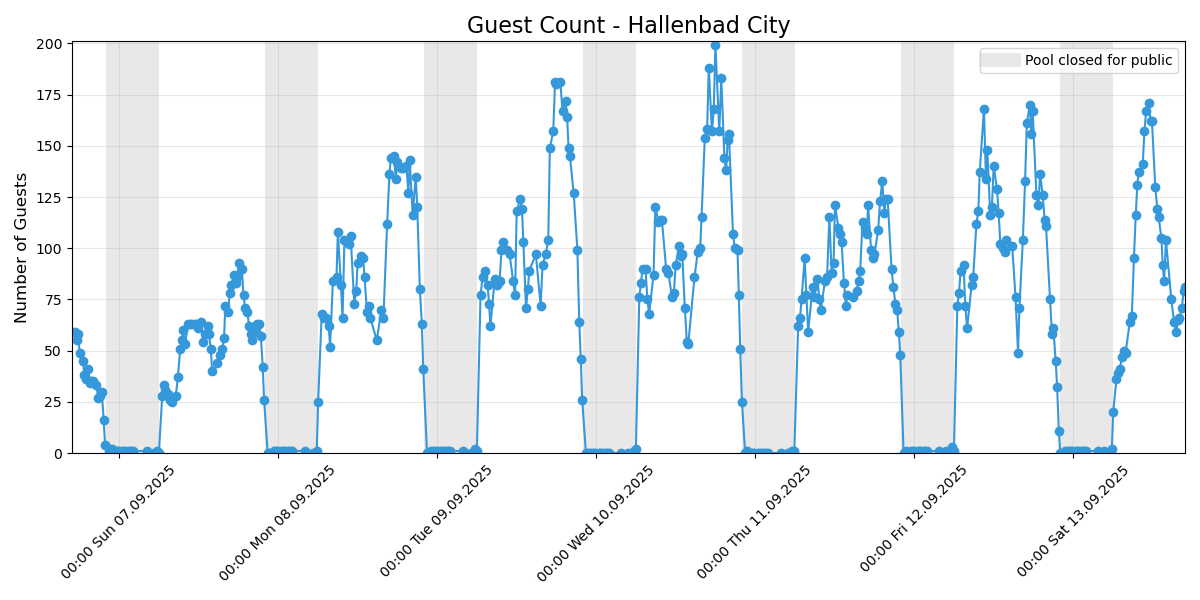 Guest Count - Hallenbad City
Pool closed for public
Number of Guests
200
175
150
125
100
75
50
25
0
00:00 Sun 07.09.2025
00:00 Mon 08.09.2025
00:00 Tue 09.09.2025
00:00 Wed 10.09.2025
00:00 Thu 11.09.2025
00:00 Fri 12.09.2025
00:00 Sat 13.09.2025